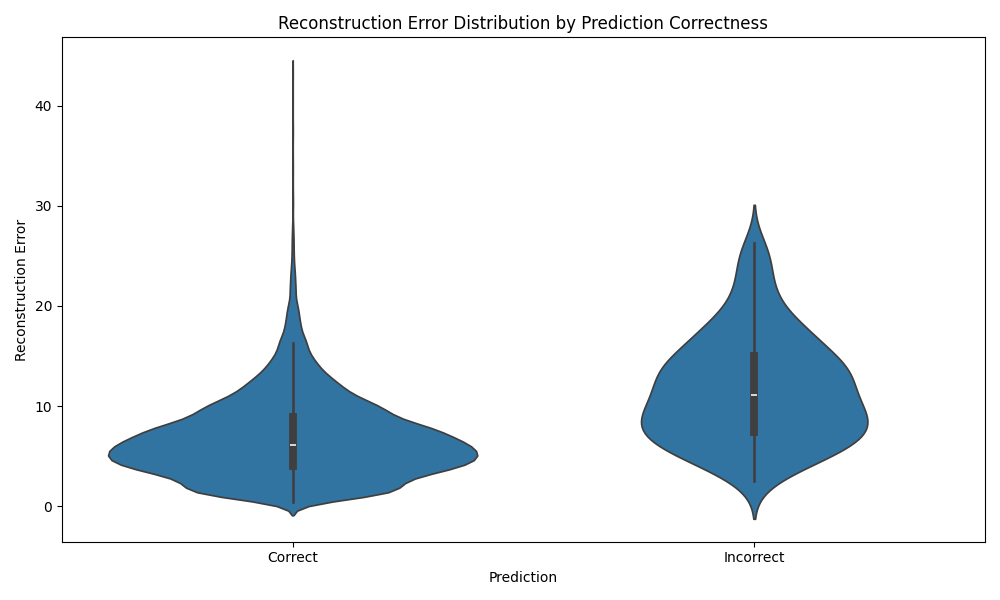 Reconstruction Error Distribution by Prediction Correctness
Reconstruction Error
40
30
20
10
0
Correct
Incorrect
Prediction